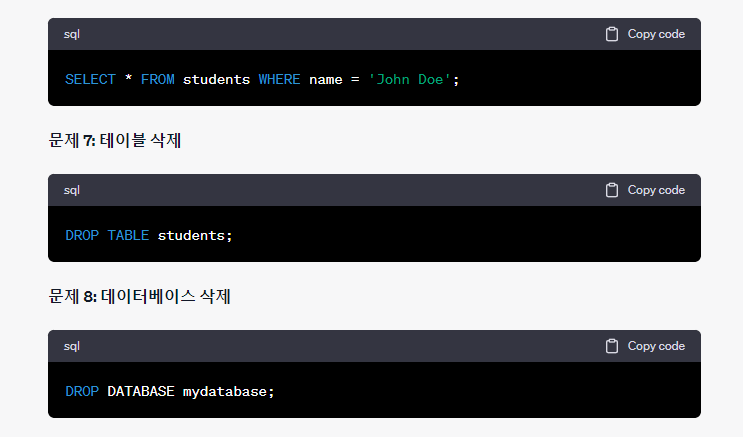 sql Copy code
SELECT * FROM students WHERE name = 'John Doe';
문제 7: 테이블 삭제
sql Copy code
DROP TABLE students;
문제 8: 데이터베이스 삭제
sql Copy code
DROP DATABASE mydatabase;